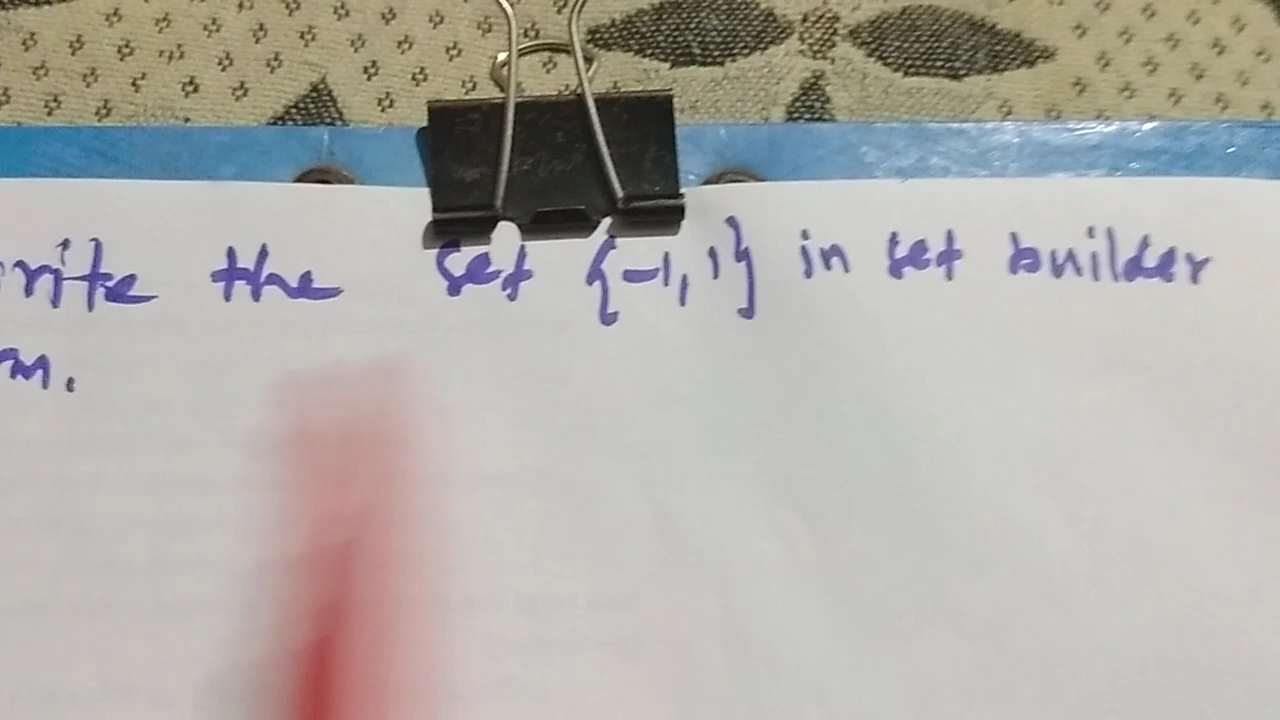 rite the set {-1, 1} in set builder
m.